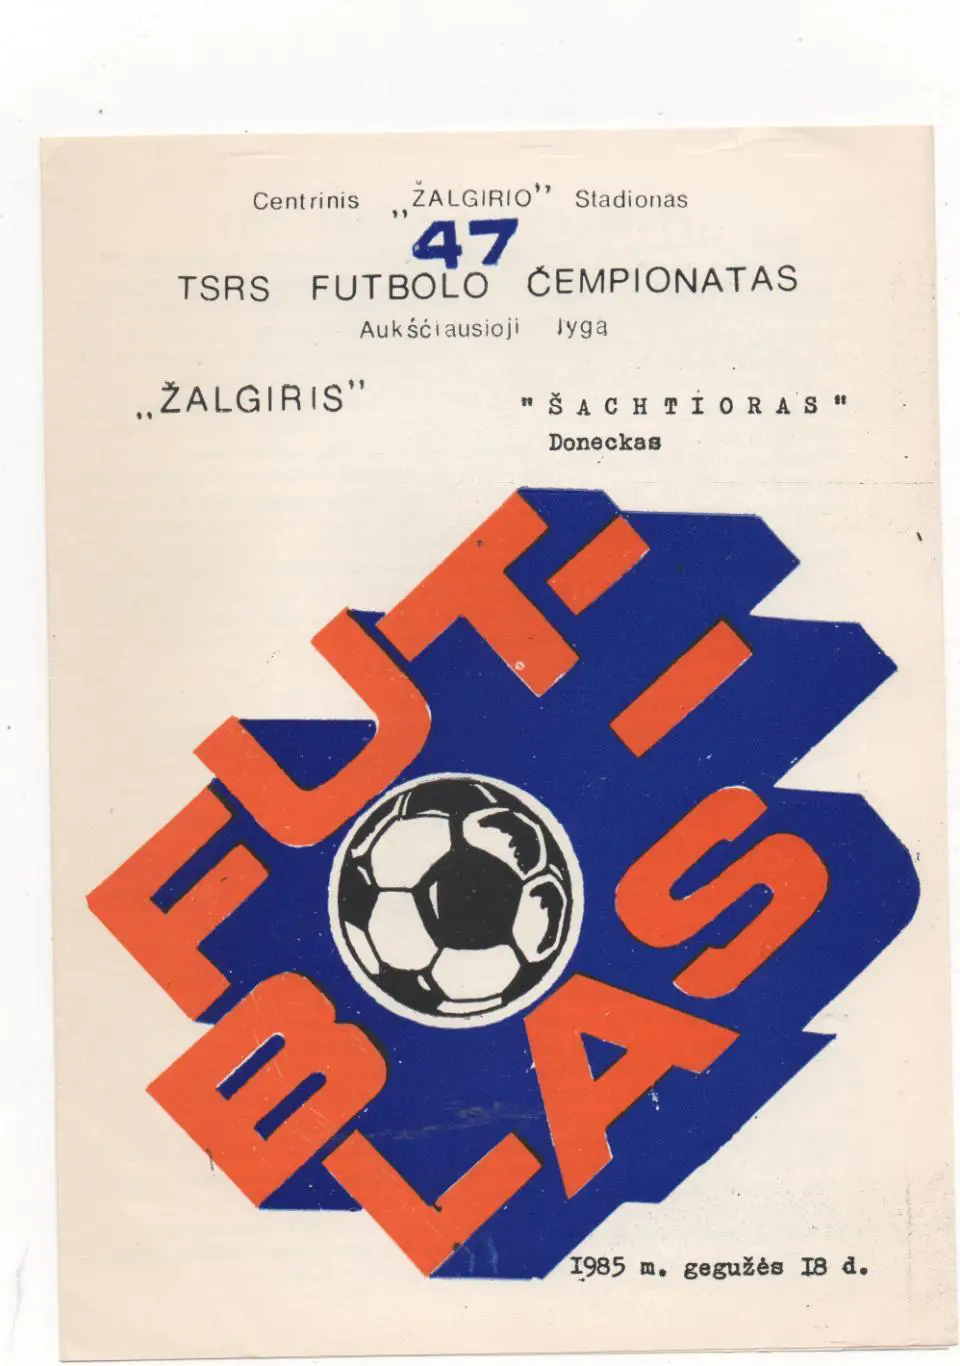 Centrinis „ŽALGIRIO” Stadionas
47
TSRS FUTBOLO ČEMPIONATAS
Aukščiausioji lyga
„ŽALGIRIS”
"ŠACHTIORAS"
Doneckas
FUT-
BOLAS
1985 m. gegužės 18 d.